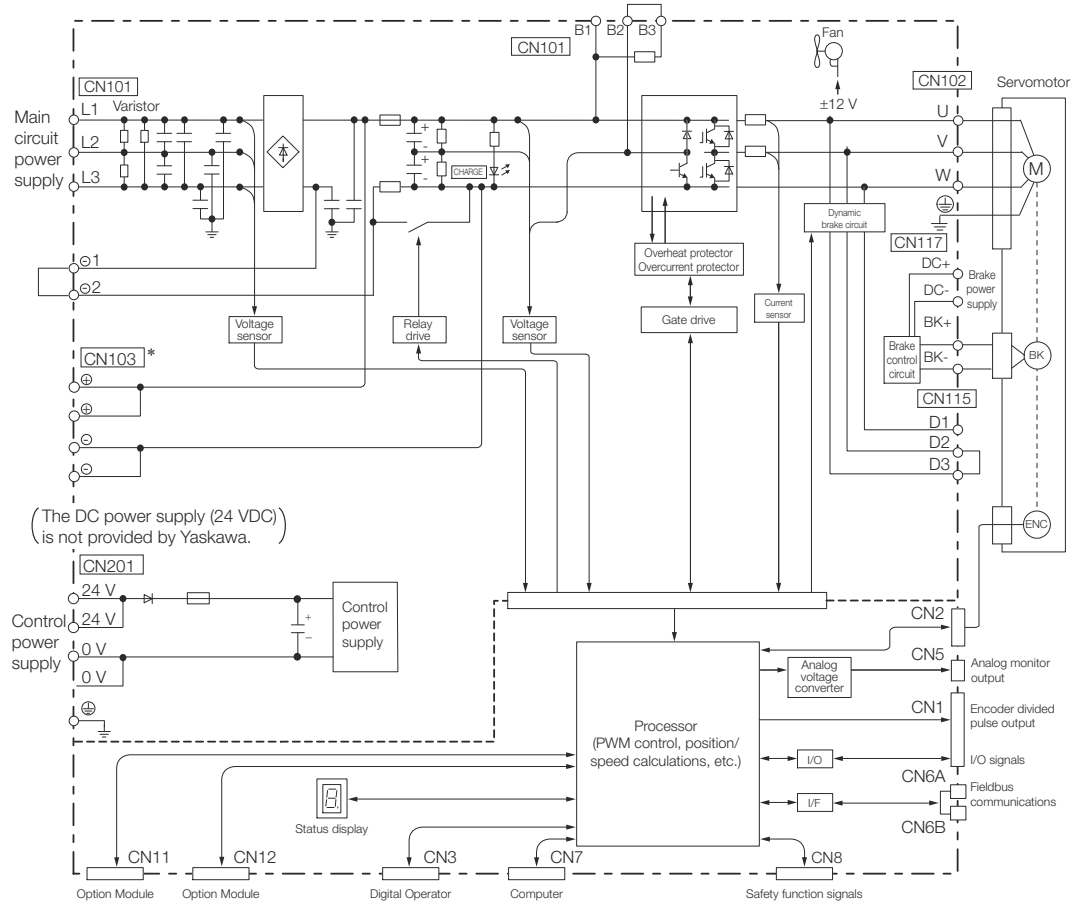 B1
B2
B3
CN101
Fan
±12 V
CN101
CN102
Servomotor
Main
circuit
power
supply
L1
Varistor
L2
L3
+
-
+
-
CHARGE
U
V
W
M
Dynamic
brake circuit
CN117
Overheat protector
Overcurrent protector
Gate drive
⊖1
⊖2
Voltage
sensor
Relay
drive
Voltage
sensor
Current
sensor
DC+
DC-
Brake
power
supply
BK+
BK-
Brake
control
circuit
BK
CN103 *
⊕
⊕
⊖
⊖
CN115
D1
D2
D3
ENC
(The DC power supply (24 VDC)
is not provided by Yaskawa.)
CN201
24 V
24 V
Control
power
supply
0 V
0 V
+
–
Control
power
supply
CN2
CN5
Analog monitor
output
Analog
voltage
converter
CN1
Encoder divided
pulse output
Processor
(PWM control, position/
speed calculations, etc.)
I/O
I/O signals
CN6A
Fieldbus
communications
I/F
CN6B
8.
Status display
CN11
CN12
CN3
CN7
CN8
Option Module
Option Module
Digital Operator
Computer
Safety function signals